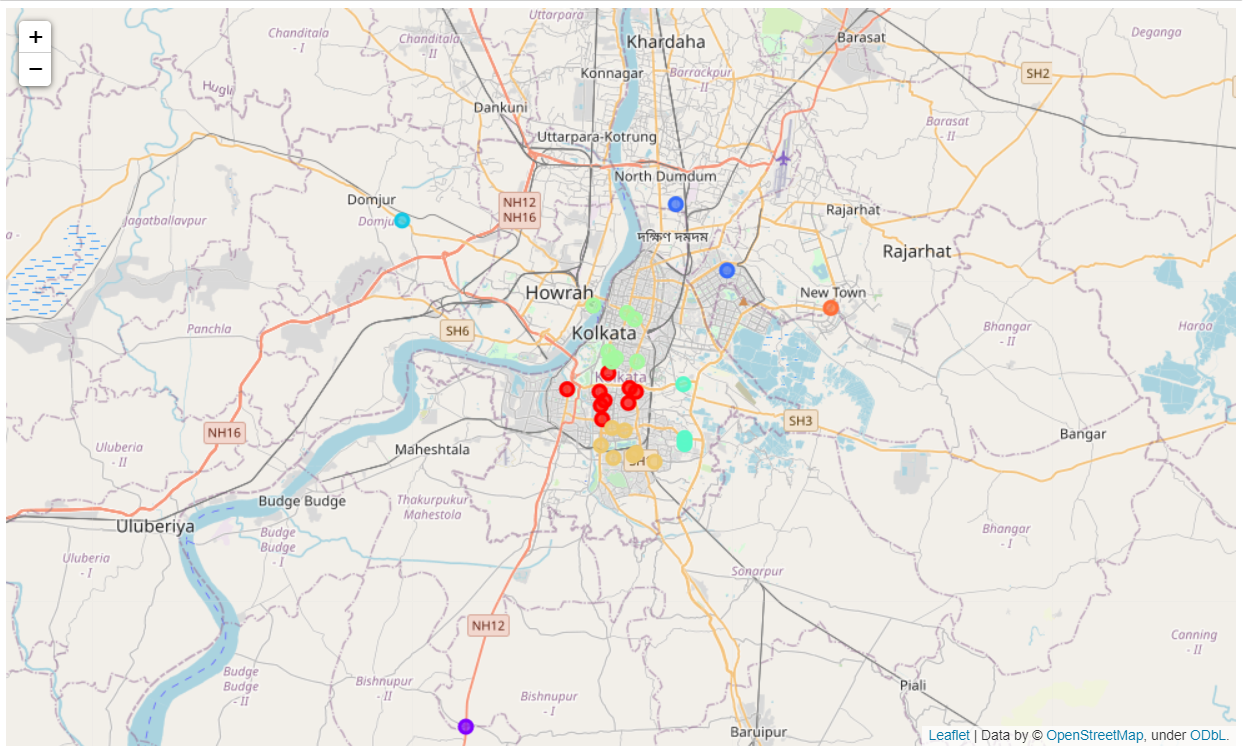 +
−
Uttarpara
Chanditala
- I
Chanditala
II
Khardaha
Barasat
Deganga
Konnagar
Barrackpur
- II
SH2
Hugli
Dankuni
Uttarpara-Kotrung
Barasat
- II
North Dumdum
Domjur
NH12
NH16
Rajarhat
Jagatballavpur
Domju
দক্ষিণ দমদম
Rajarhat
Howrah
New Town
Panchla
SH6
Kolkata
Bhangar
- II
Haroa
Kolkata
SH3
NH16
Bangar
Uluberia
- II
Maheshtala
SH
Budge Budge
Thakurpukur
Mahestola
Uluberiya
Budge
Budge
- I
Bhangar
- I
Uluberia
- I
Sonarpur
NH12
Canning
- I
Budge
Budge
- II
Bishnupur
- II
Bishnupur
- I
Piali
Baruipur
Leaflet | Data by © OpenStreetMap, under ODbL.